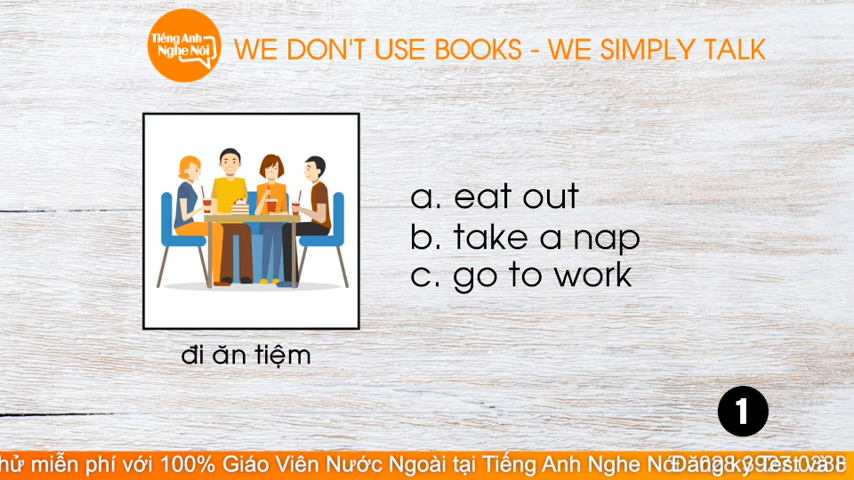 Tiếng Anh
Nghe Nói
WE DON'T USE BOOKS - WE SIMPLY TALK
a. eat out
b. take a nap
c. go to work
đi ăn tiệm
1
hử miễn phí với 100% Giáo Viên Nước Ngoài tại Tiếng Anh Nghe Nói